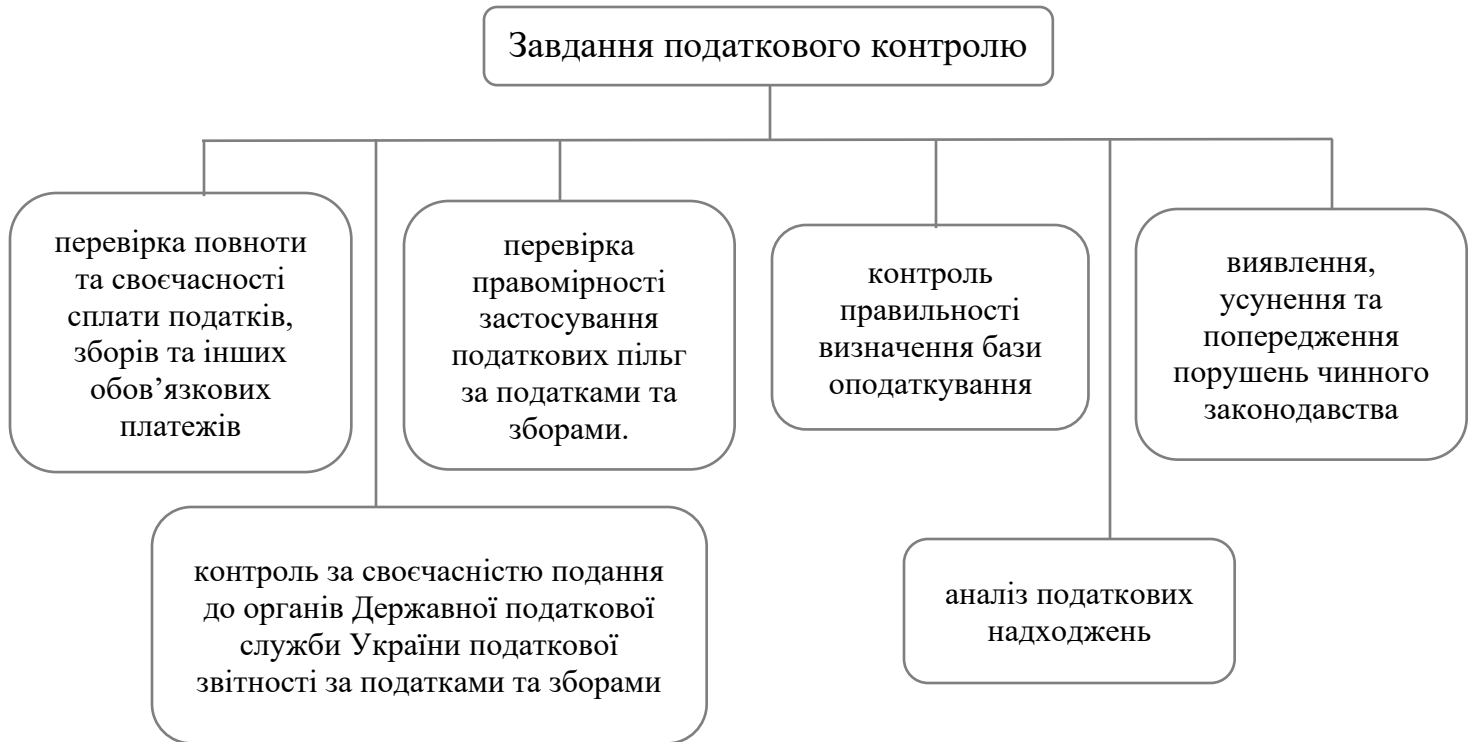 Завдання податкового контролю
перевірка повноти
та своєчасності
сплати податків,
зборів та інших
обов’язкових
платежів
перевірка
правомірності
застосування
податкових пільг
за податками та
зборами.
контроль
правильності
визначення бази
оподаткування
виявлення,
усунення та
попередження
порушень чинного
законодавства
контроль за своєчасністю подання
до органів Державної податкової
служби України податкової
звітності за податками та зборами
аналіз податкових
надходжень